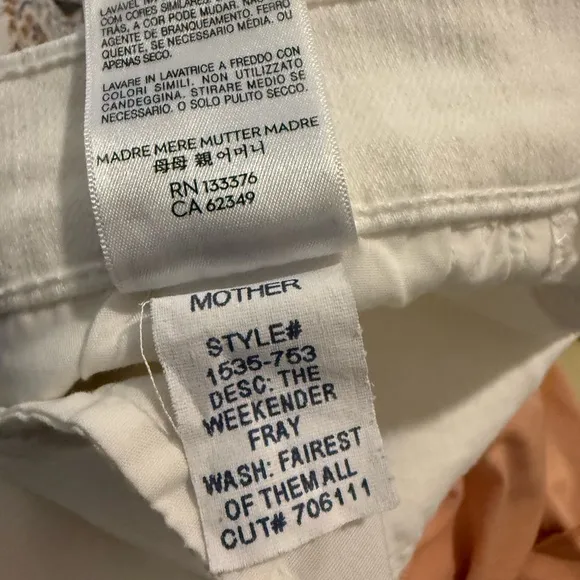 LAVÁVEL
COM CORES SIMILARES.
TRÁS, A COR PODE MUDAR. NÃO
AGENTE DE BRANQUEAMENTO. FERRO
QUENTE, SE NECESSÁRIO MÉDIA, OU
APENAS SECO.
LAVARE IN LAVATRICE A FREDDO CON
COLORI SIMILI. NON UTILIZZATO
CANDEGGINA. STIRARE MEDIO SE
NECESSARIO. O SOLO PULITO SECCO.
MADRE MERE MUTTER MADRE
母母 親 어머니
RN 133376
CA 62349
MOTHER
STYLE#
1535-753
DESC: THE
WEEKENDER
FRAY
WASH: FAIREST
OF THEMALL
CUT# 706111